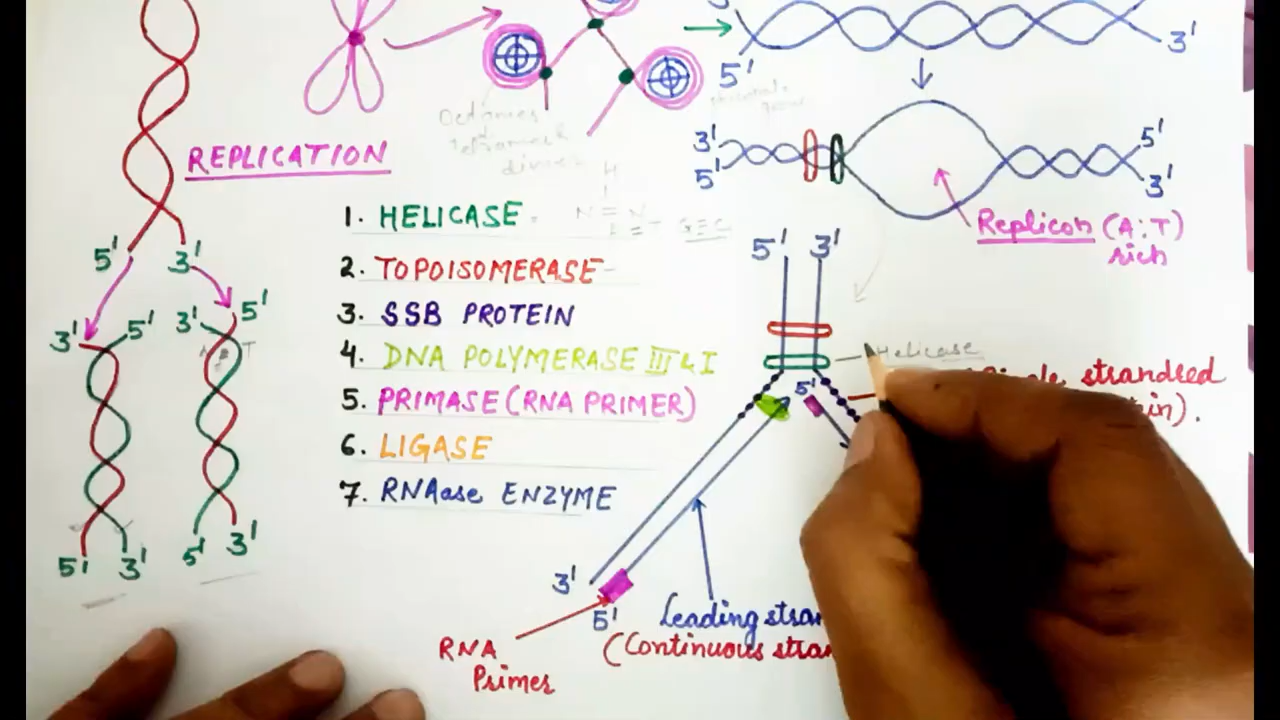 3'
5'
3'
5'
5'
3'
Replicon (A:T)
rich
REPLICATION
1. HELICASE
2. TOPOISOMERASE
3. SSB PROTEIN
4. DNA POLYMERASE III & I
5. PRIMASE (RNA PRIMER)
6. LIGASE
7. RNAase ENZYME
5' 3'
3' 5' 3' 5'
5' 3' 5' 3'
5' 3'
Helicase
strandsed
5'
3'
5'
Leading stran
(Continuous stran
RNA
Primes